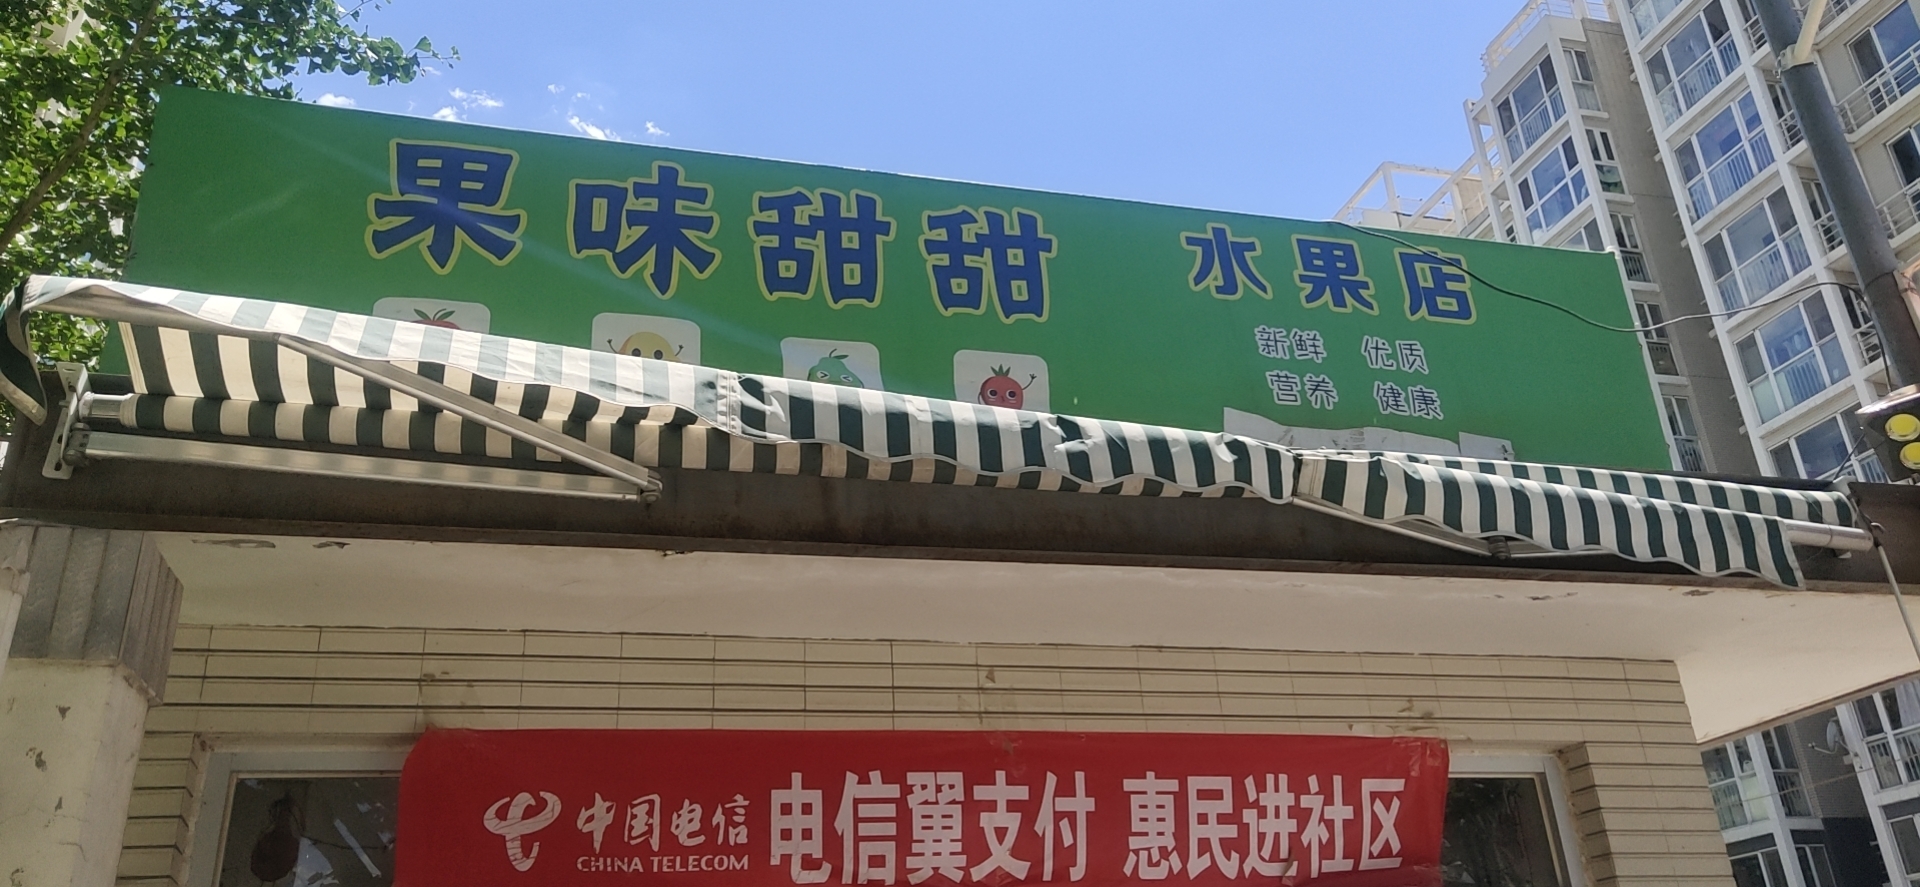 果味甜甜 水果店
新鲜 优质
营养 健康
中国电信 电信翼支付 惠民进社区
CHINA TELECOM